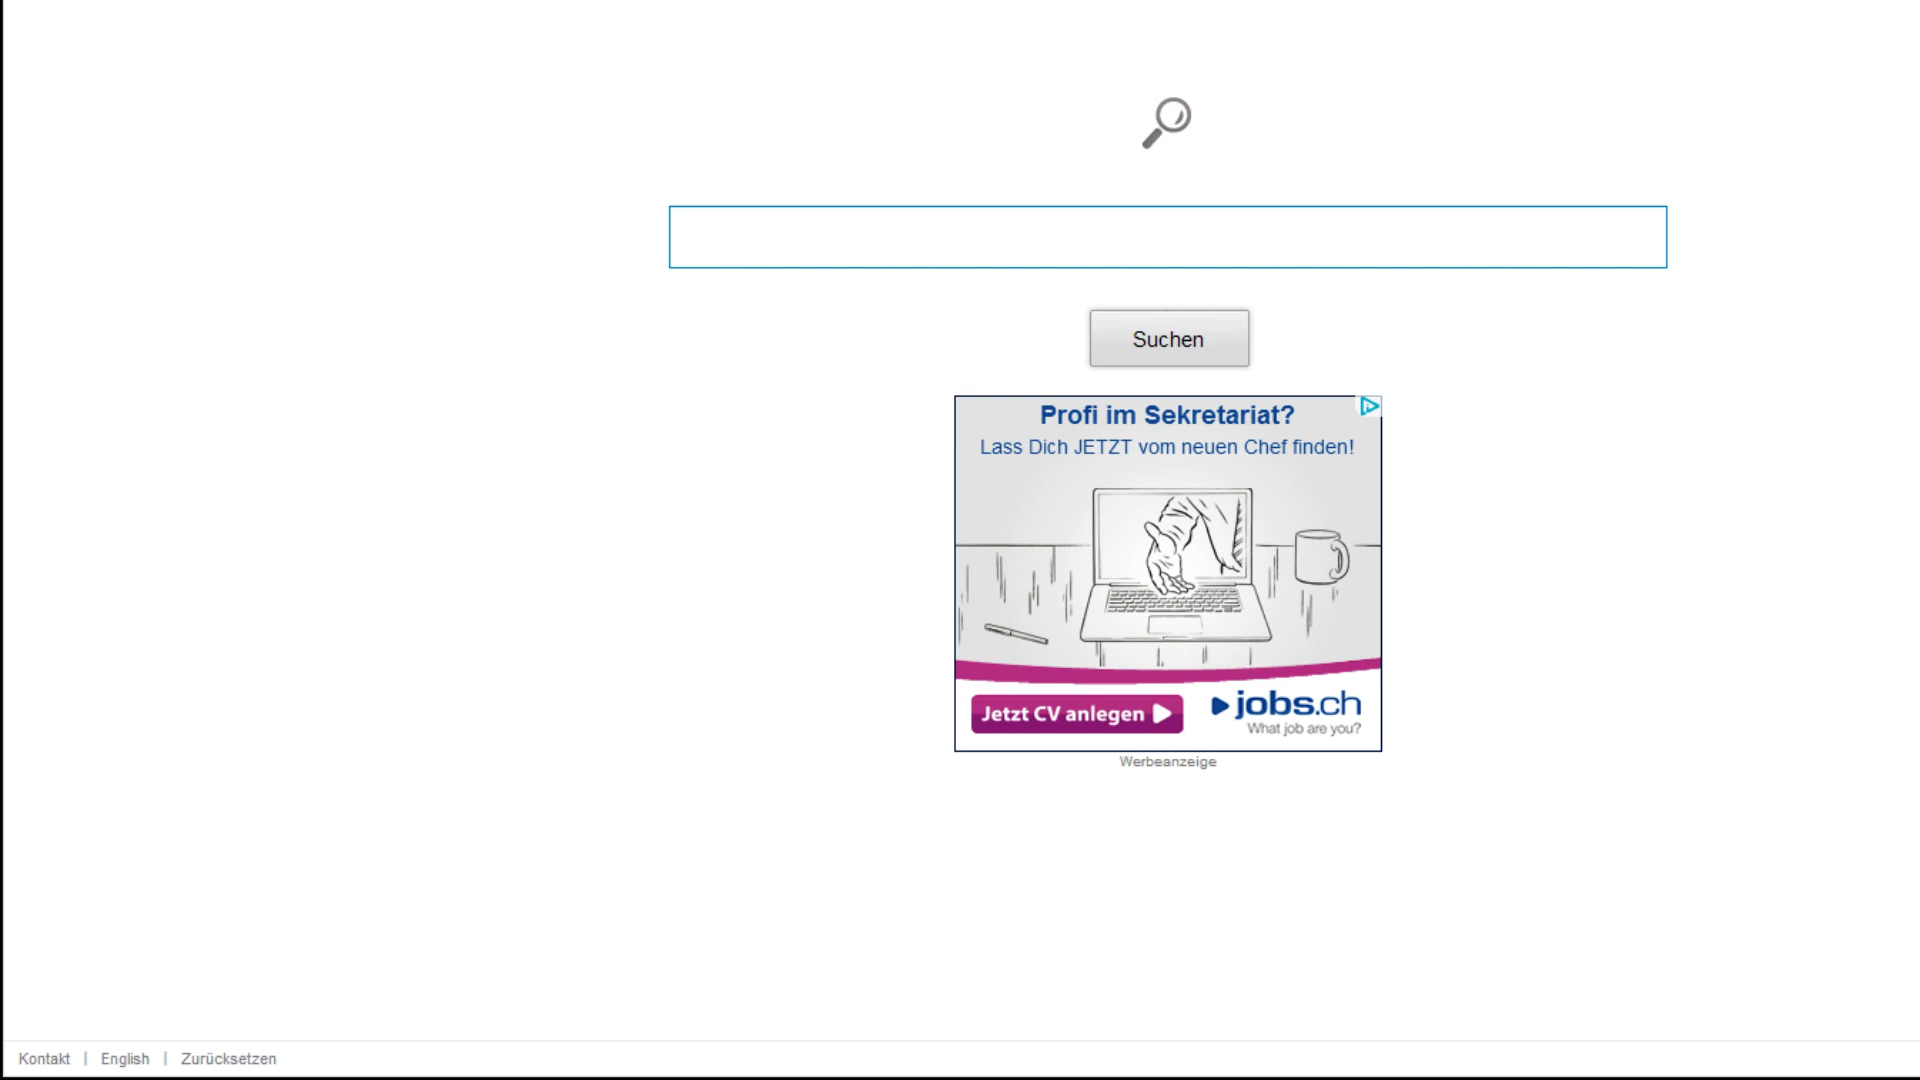 Suchen
Profi im Sekretariat?
Lass Dich JETZT vom neuen Chef finden!
Jetzt CV anlegen
jobs.ch
What job are you?
Werbeanzeige
Kontakt | English | Zurücksetzen